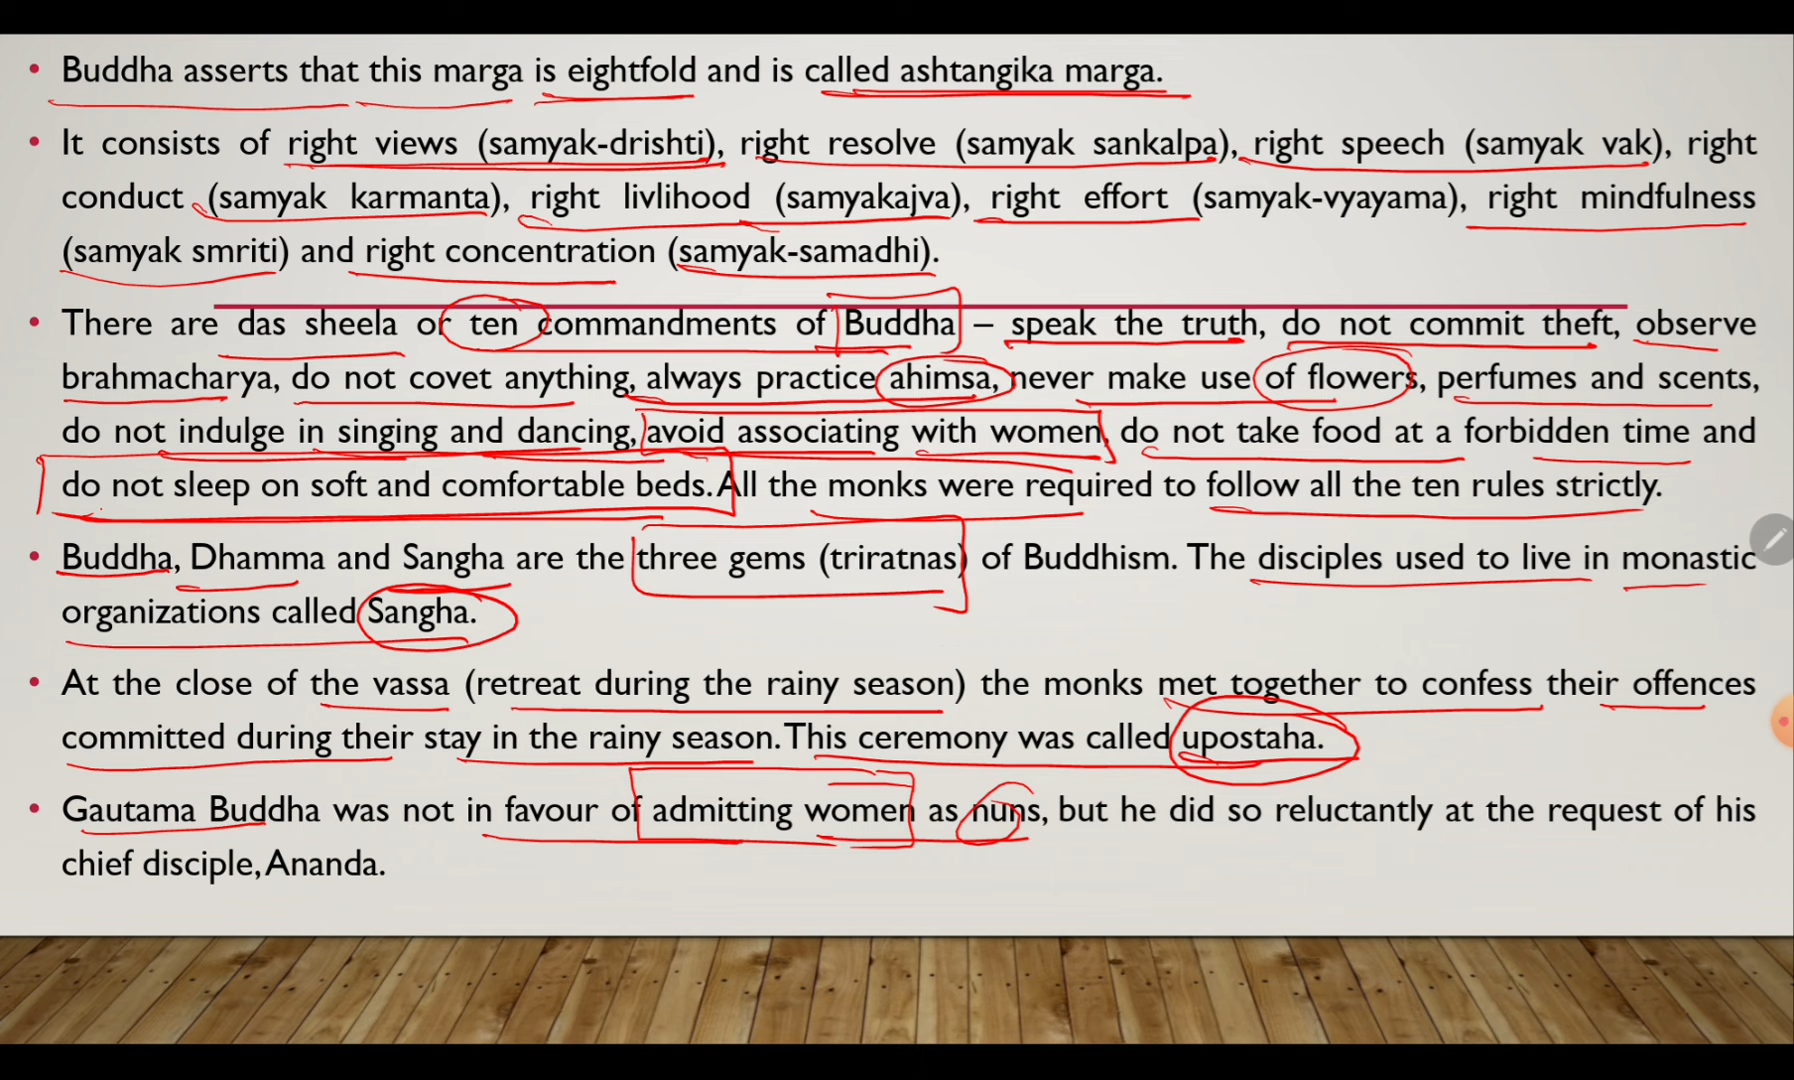 • Buddha asserts that this marga is eightfold and is called ashtangika marga.
• It consists of right views (samyak-drishti), right resolve (samyak sankalpa), right speech (samyak vak), right
conduct (samyak karmanta), right livlihood (samyakajva), right effort (samyak-vyayama), right mindfulness
(samyak smriti) and right concentration (samyak-samadhi).
• There are das sheela or ten commandments of Buddha – speak the truth, do not commit theft, observe
brahmacharya, do not covet anything, always practice ahimsa, never make use of flowers, perfumes and scents,
do not indulge in singing and dancing, avoid associating with women, do not take food at a forbidden time and
do not sleep on soft and comfortable beds. All the monks were required to follow all the ten rules strictly.
• Buddha, Dhamma and Sangha are the three gems (triratnas) of Buddhism. The disciples used to live in monastic
organizations called Sangha.
• At the close of the vassa (retreat during the rainy season) the monks met together to confess their offences
committed during their stay in the rainy season. This ceremony was called upostaha.
• Gautama Buddha was not in favour of admitting women as nuns, but he did so reluctantly at the request of his
chief disciple, Ananda.